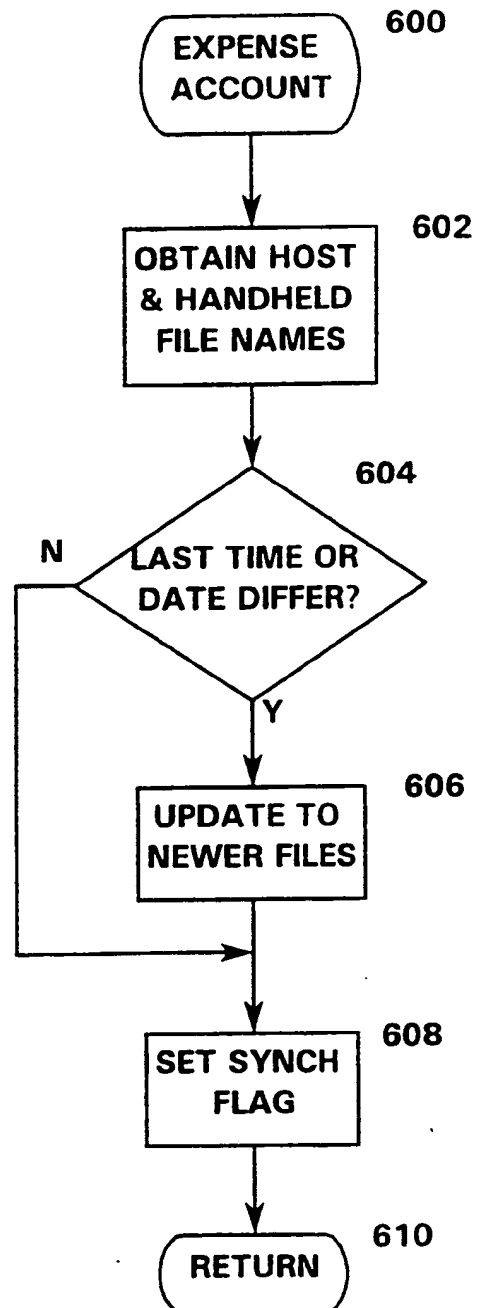 600
EXPENSE
ACCOUNT
602
OBTAIN HOST
& HANDHELD
FILE NAMES
604
N
LAST TIME OR
DATE DIFFER?
Y
606
UPDATE TO
NEWER FILES
608
SET SYNCH
FLAG
610
RETURN